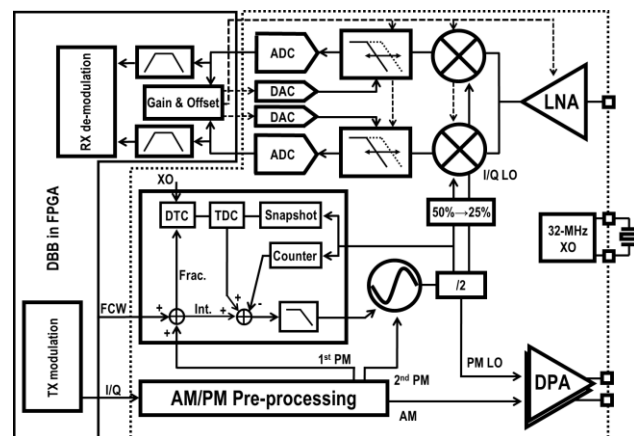 DBB in FPGA
RX de-modulation
Gain & Offset
ADC
DAC
DAC
ADC
LNA
I/Q LO
50%→25%
32-MHz
XO
XO
DTC
TDC
Snapshot
Counter
/2
Frac.
FCW
+
+
Int.
+
+
-
1st PM
2nd PM
PM LO
DPA
TX modulation
I/Q
AM/PM Pre-processing
AM